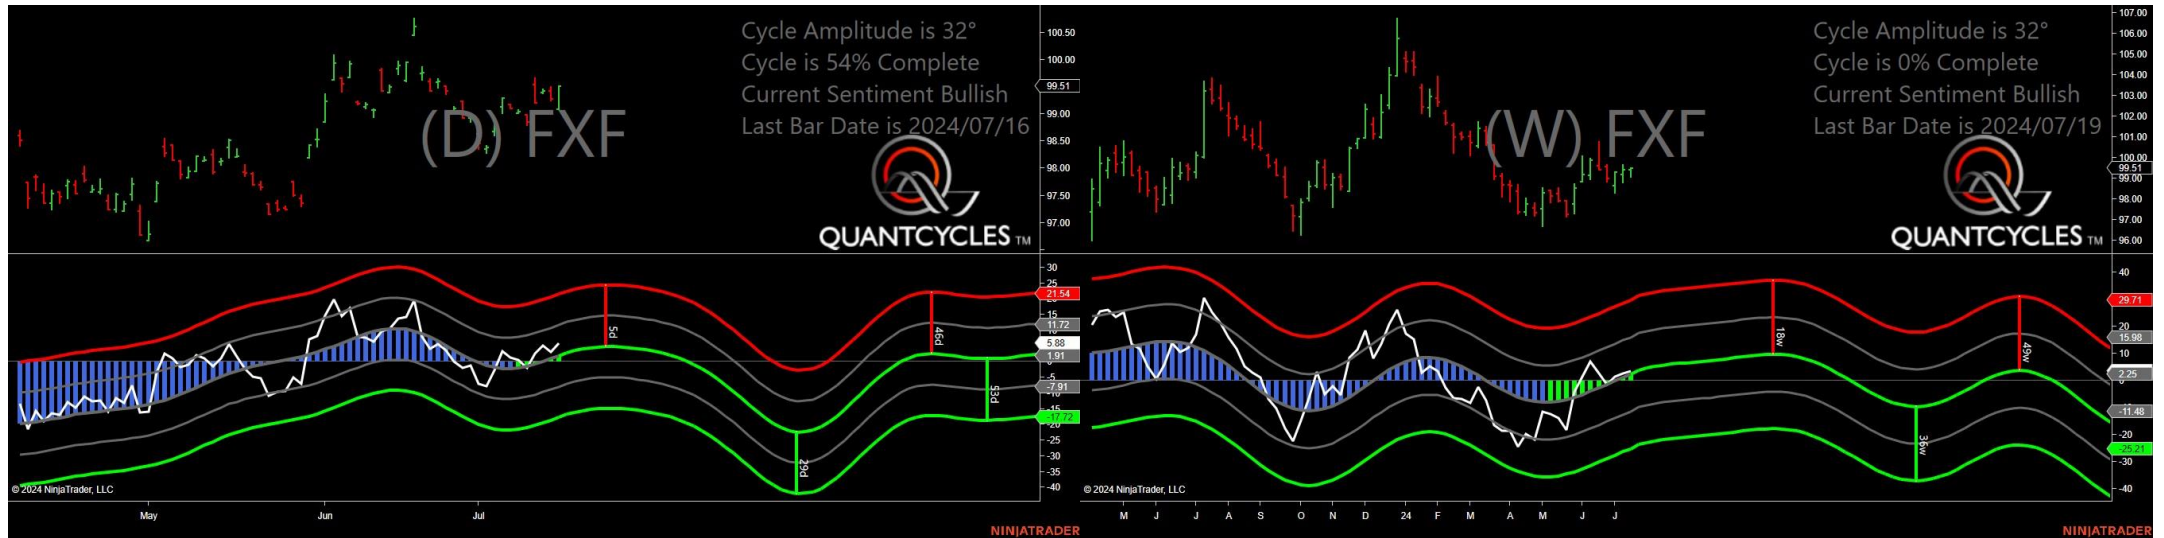 Cycle Amplitude is 32°
Cycle is 54% Complete
Current Sentiment Bullish
Last Bar Date is 2024/07/16
(D) FXF
QUANTCYCLES TM
100.50
100.00
99.51
99.00
98.50
98.00
97.50
97.00
30
25
21.54
15
11.72
5.88
1.91
-5
-7.91
-17.72
-20
-25
-30
-35
-40
5d
29d
46d
53d
© 2024 NinjaTrader, LLC
May
Jun
Jul
NINJATRADER
Cycle Amplitude is 32°
Cycle is 0% Complete
Current Sentiment Bullish
Last Bar Date is 2024/07/19
(W) FXF
QUANTCYCLES TM
107.00
106.00
105.00
104.00
103.00
102.00
101.00
100.00
99.51
99.00
98.00
97.00
96.00
40
29.71
20
15.98
10
2.25
-11.48
-20
-25.21
-30
-40
18w
36w
49w
© 2024 NinjaTrader, LLC
M J J A S O N D 24 F M A M J J
NINJATRADER